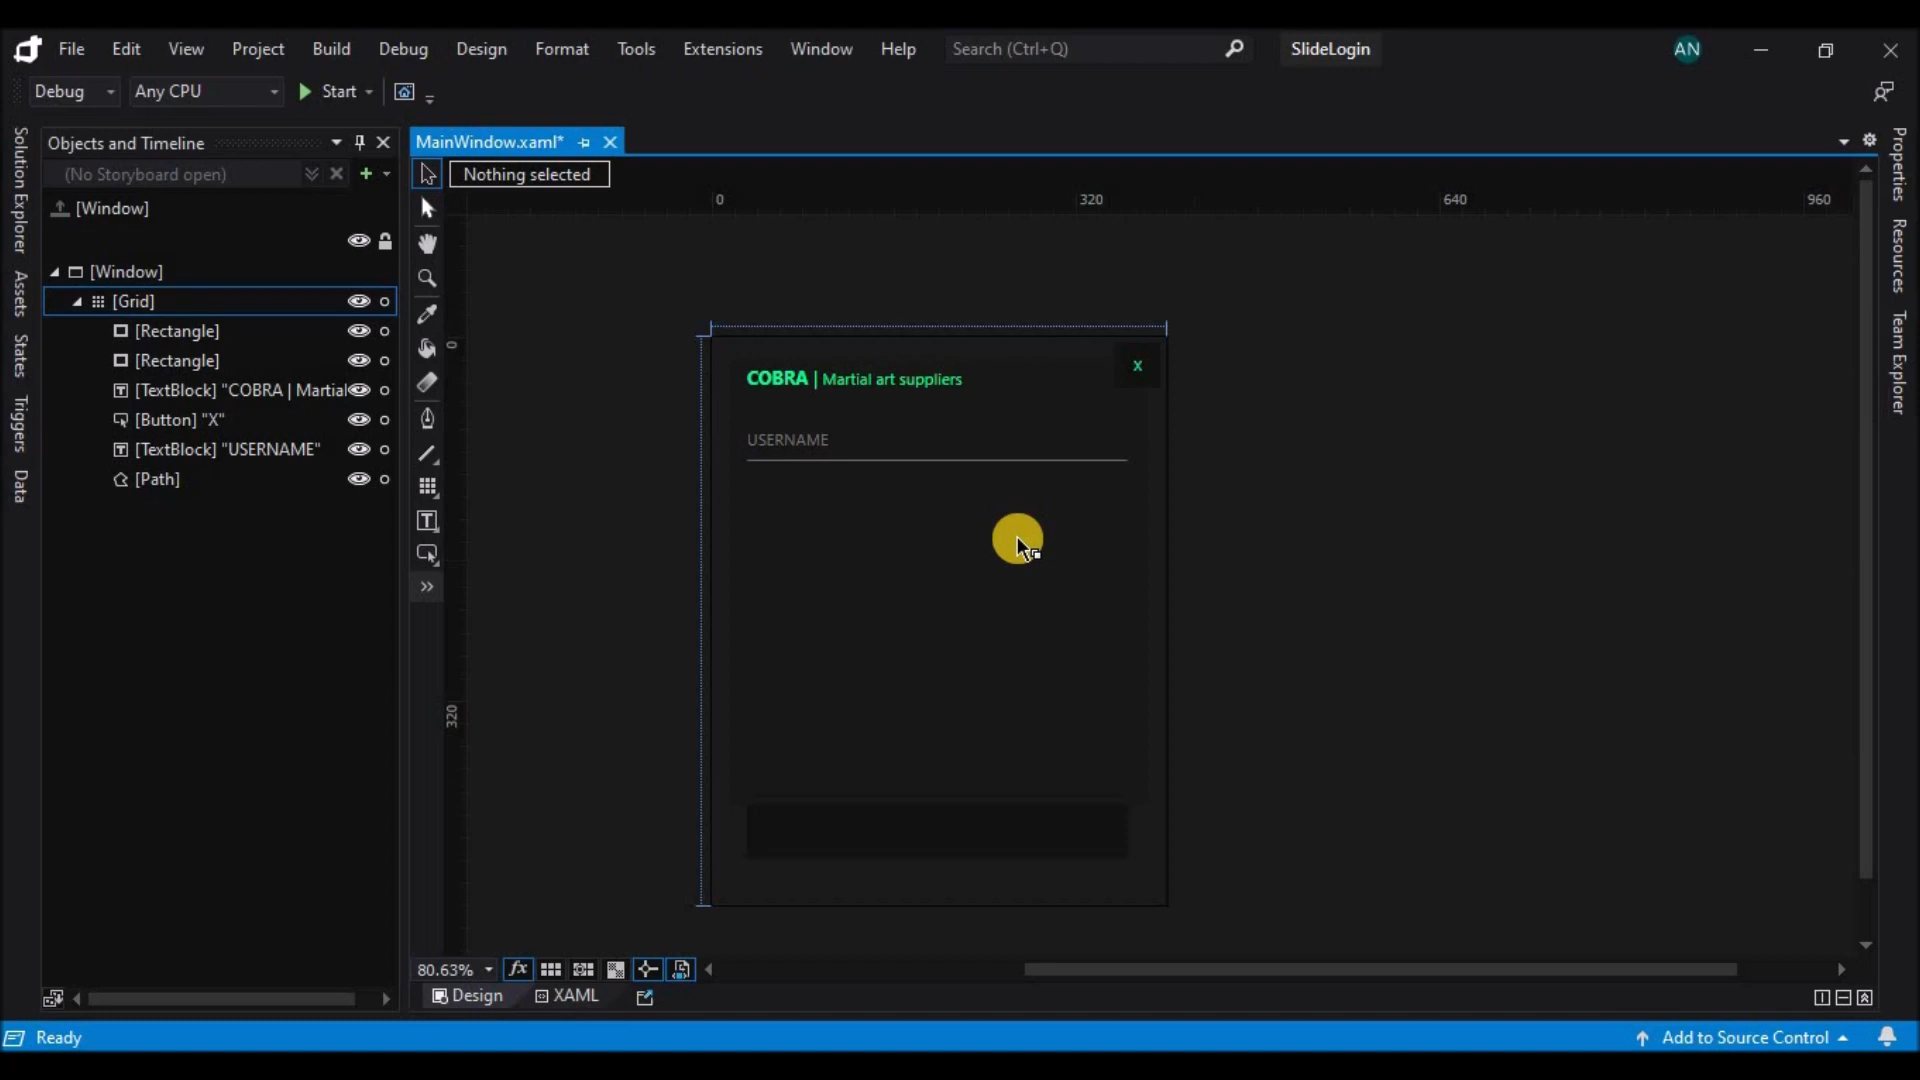 File Edit View Project Build Debug Design Format Tools Extensions Window Help Search (Ctrl+Q) SlideLogin AN
Debug Any CPU Start
Solution Explorer
Assets
States
Triggers
Data
Objects and Timeline
(No Storyboard open)
[Window]
[Window]
[Grid]
[Rectangle]
[Rectangle]
[TextBlock] "COBRA | Martial
[Button] "X"
[TextBlock] "USERNAME"
[Path]
MainWindow.xaml*
Nothing selected
0 320 640 960
0
320
X
COBRA | Martial art suppliers
USERNAME
80.63% fx
Design XAML
Properties
Resources
Team Explorer
Ready
Add to Source Control